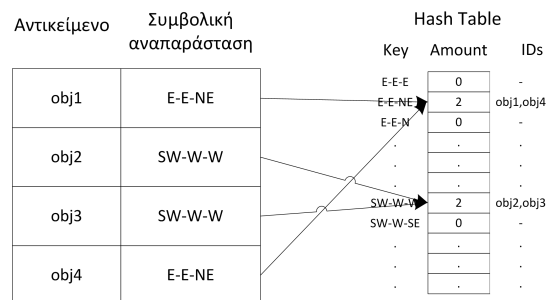 Αντικείμενο Συμβολική αναπαράσταση
obj1 E-E-NE
obj2 SW-W-W
obj3 SW-W-W
obj4 E-E-NE
Hash Table
Key Amount IDs
E-E-E 0 -
E-E-NE 2 obj1,obj4
E-E-N 0 -
. . .
. . .
. . .
SW-W-W 2 obj2,obj3
SW-W-SE 0 -
. . .
. . .
. . .